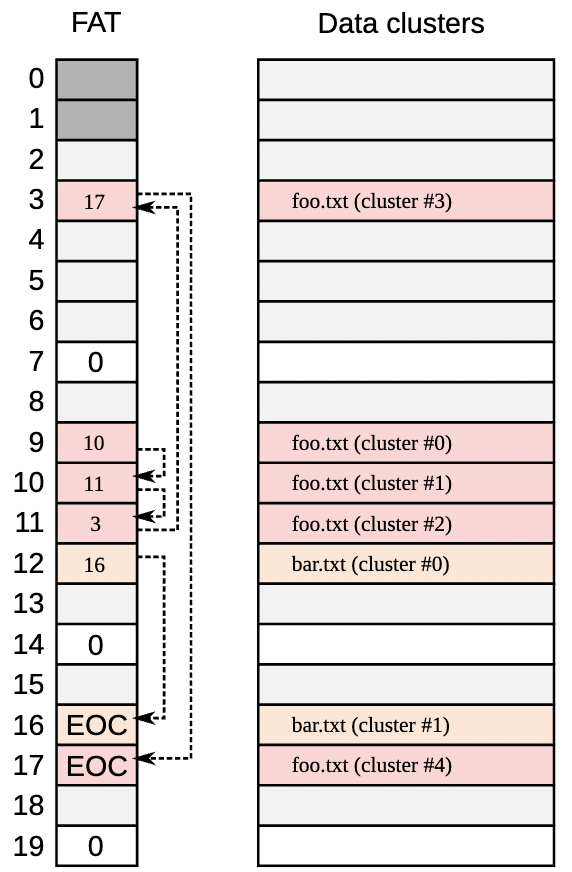 FAT Data clusters
0
1
2
3 17 foo.txt (cluster #3)
4
5
6
7 0
8
9 10 foo.txt (cluster #0)
10 11 foo.txt (cluster #1)
11 3 foo.txt (cluster #2)
12 16 bar.txt (cluster #0)
13
14 0
15
16 EOC bar.txt (cluster #1)
17 EOC foo.txt (cluster #4)
18
19 0